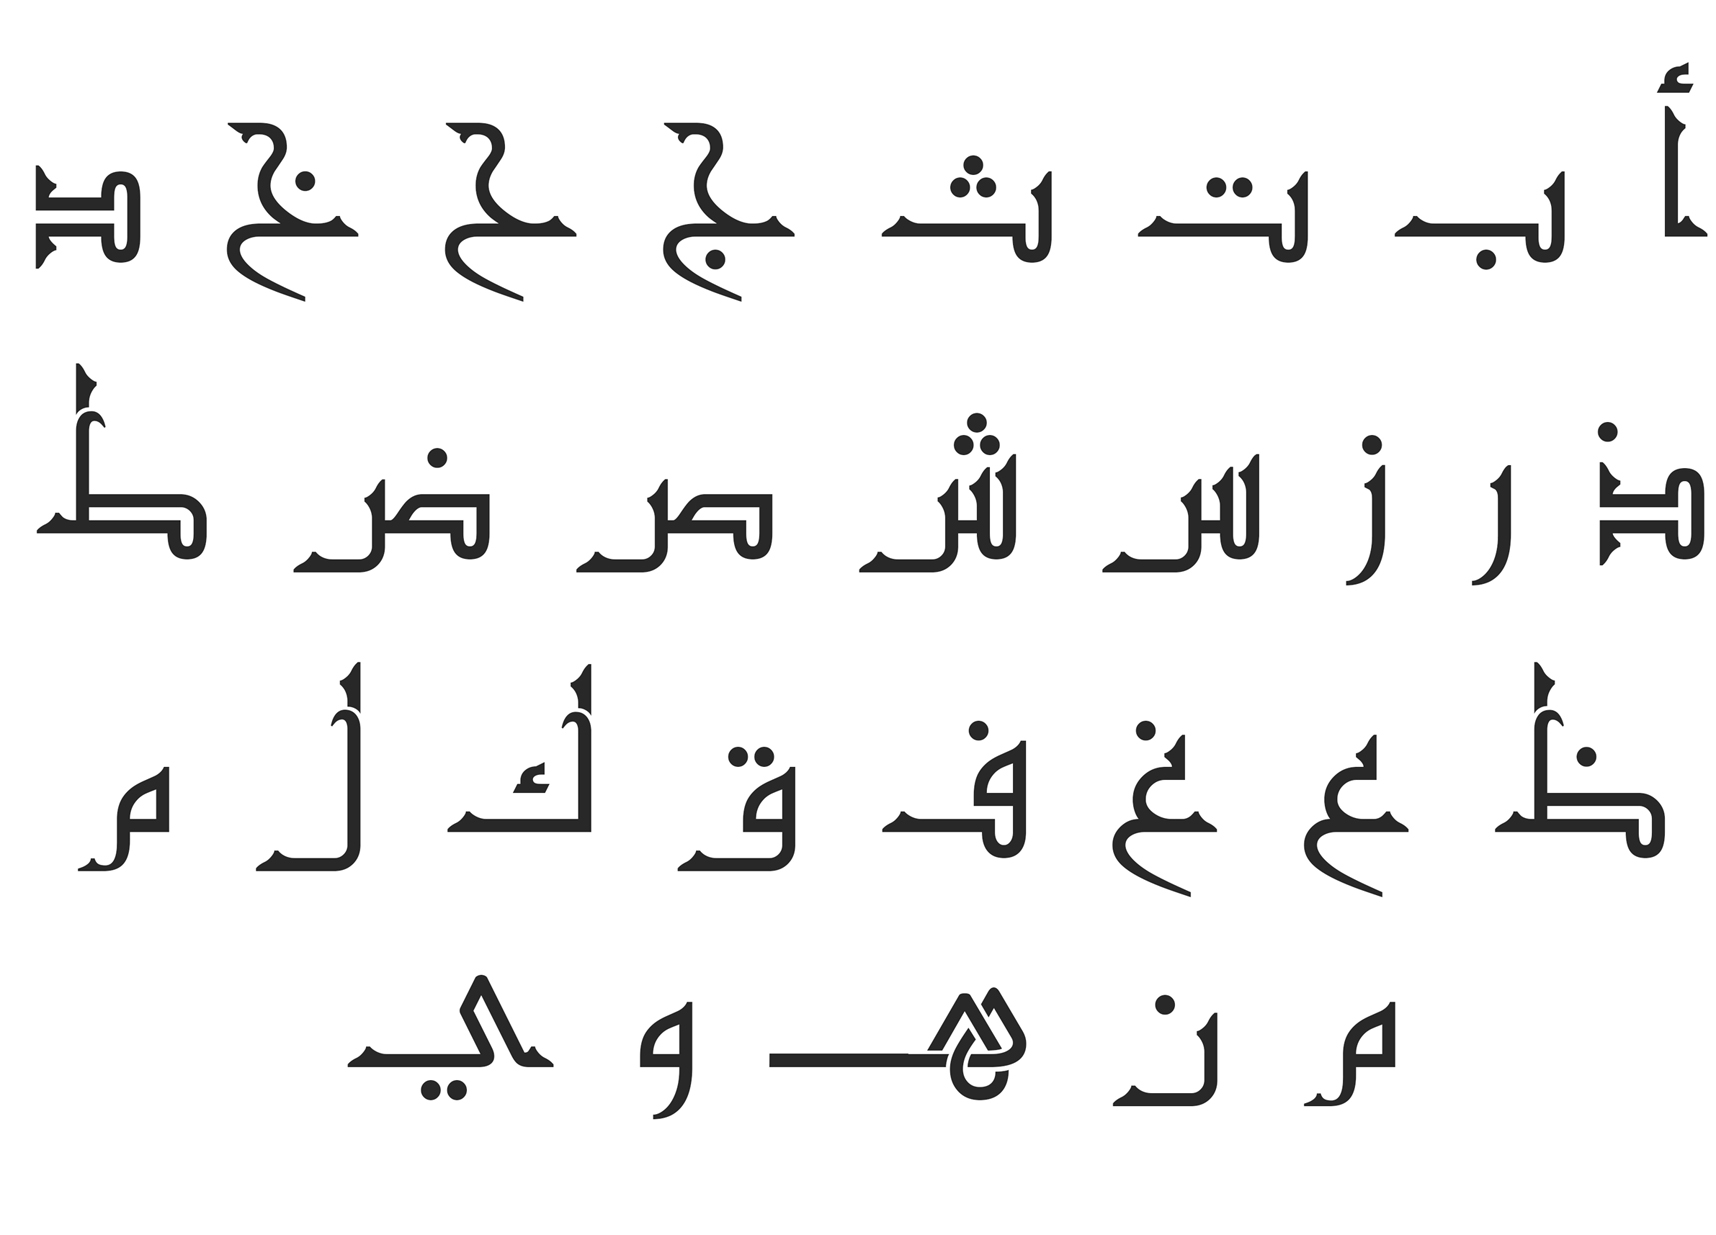 أ ب ت ث ج ح خ د
ذ ر ز س ش ص ض ط
ظ ع غ ف ق ك ل م
م ن هـ و ي